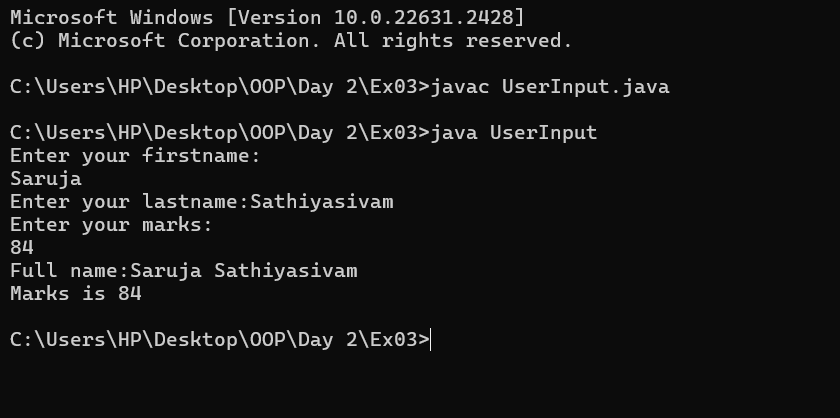 Microsoft Windows [Version 10.0.22631.2428]
(c) Microsoft Corporation. All rights reserved.
C:\Users\HP\Desktop\OOP\Day 2\Ex03>javac UserInput.java
C:\Users\HP\Desktop\OOP\Day 2\Ex03>java UserInput
Enter your firstname:
Saruja
Enter your lastname:Sathiyasivam
Enter your marks:
84
Full name:Saruja Sathiyasivam
Marks is 84
C:\Users\HP\Desktop\OOP\Day 2\Ex03>